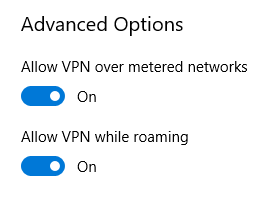 Advanced Options
Allow VPN over metered networks
On
Allow VPN while roaming
On